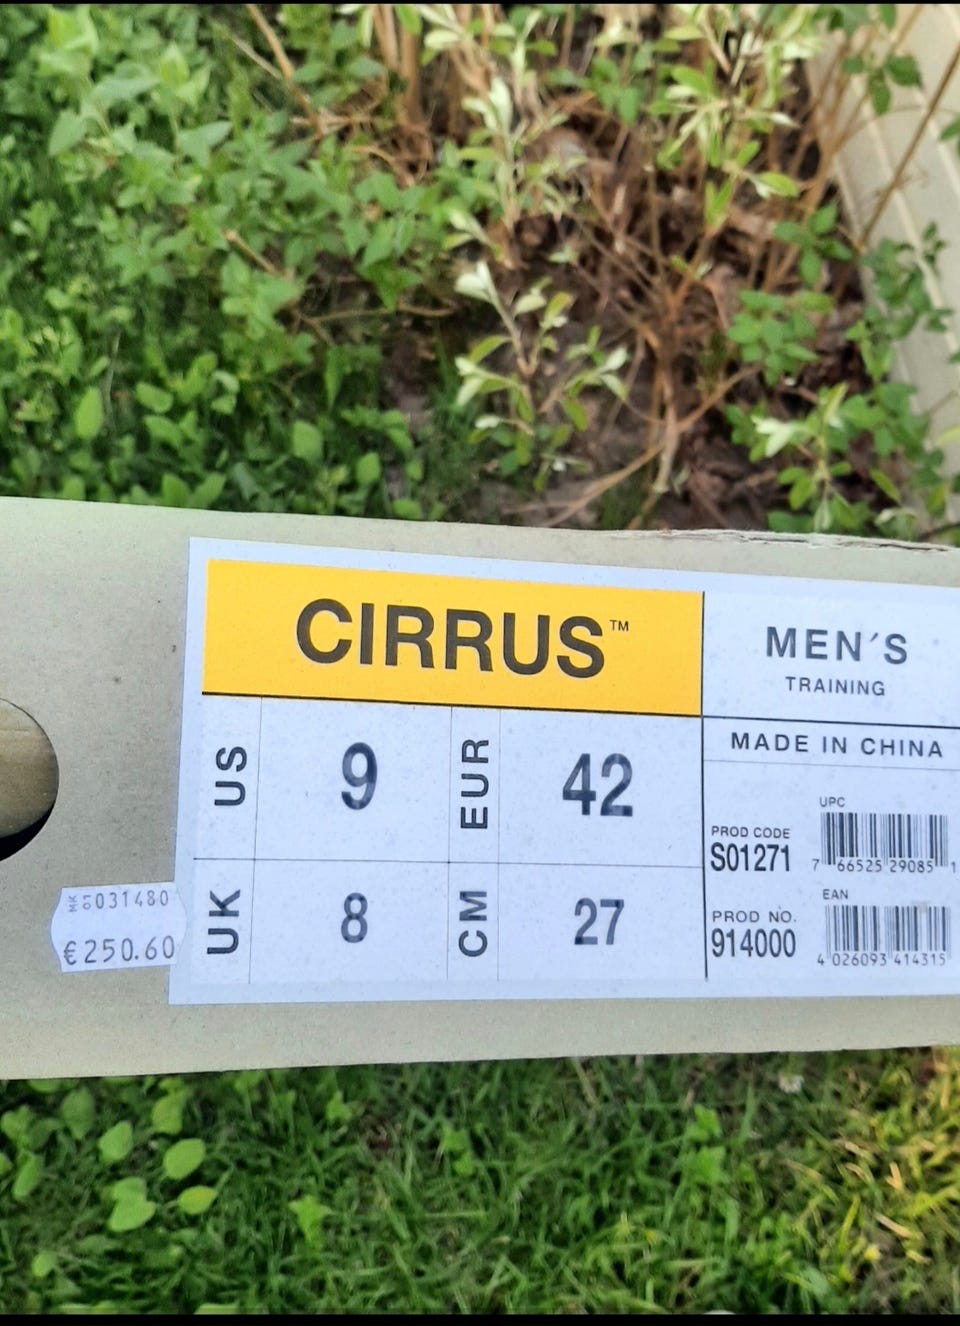 CIRRUS™
MEN´S
TRAINING
MADE IN CHINA
US 9 EUR 42
UK 8 CM 27
UPC
PROD CODE
S01271
7 66525 29085 1
EAN
PROD NO.
914000
4 026093 414315
031480
€250.60